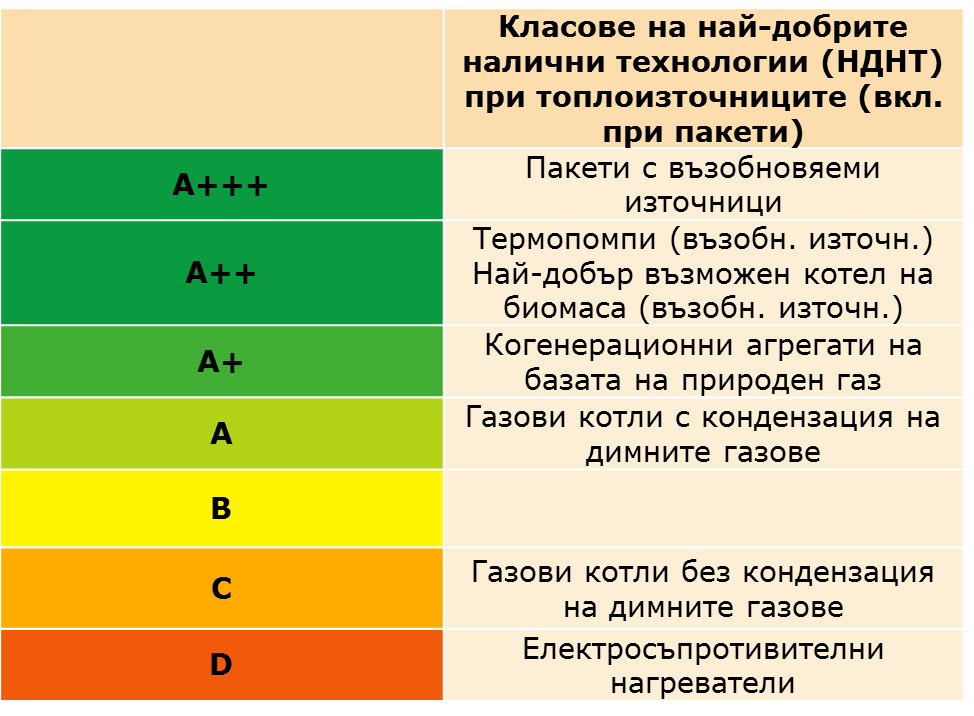 Класове на най-добрите
налични технологии (НДНТ)
при топлоизточниците (вкл.
при пакети)
A+++
Пакети с възобновяеми
източници
A++
Термопомпи (възобн. източн.)
Най-добър възможен котел на
биомаса (възобн. източн.)
A+
Когенерационни агрегати на
базата на природен газ
A
Газови котли с кондензация на
димните газове
B
C
Газови котли без кондензация
на димните газове
D
Електросъпротивителни
нагреватели